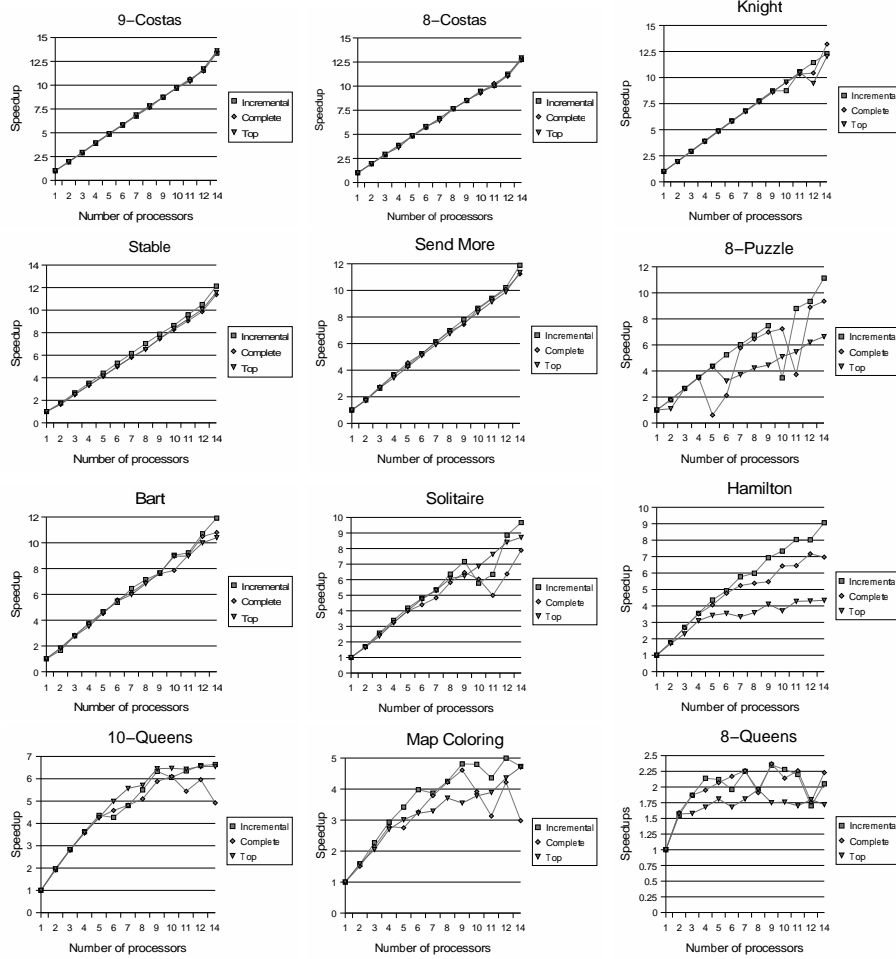 9−Costas
15
12.5
10
7.5
5
2.5
0
Speedup
1 2 3 4 5 6 7 8 9 10 11 12 14
Number of processors
Incremental
Complete
Top
8−Costas
15
12.5
10
7.5
5
2.5
0
Speedup
1 2 3 4 5 6 7 8 9 10 11 12 14
Number of processors
Incremental
Complete
Top
Knight
15
12.5
10
7.5
5
2.5
0
Speedup
1 2 3 4 5 6 7 8 9 10 11 12 14
Number of processors
Incremental
Complete
Top
Stable
14
12
10
8
6
4
2
0
Speedup
1 2 3 4 5 6 7 8 9 10 11 12 14
Number of processors
Incremental
Complete
Top
Send More
12
10
8
6
4
2
0
Speedup
1 2 3 4 5 6 7 8 9 10 11 12 14
Number of processors
Incremental
Complete
Top
8−Puzzle
12
10
8
6
4
2
0
Speedup
1 2 3 4 5 6 7 8 9 10 11 12 14
Number of processors
Incremental
Complete
Top
Bart
12
10
8
6
4
2
0
Speedup
1 2 3 4 5 6 7 8 9 10 11 12 14
Number of processors
Incremental
Complete
Top
Solitaire
10
9
8
7
6
5
4
3
2
1
0
Speedup
1 2 3 4 5 6 7 8 9 10 11 12 14
Number of processors
Incremental
Complete
Top
Hamilton
10
9
8
7
6
5
4
3
2
1
0
Speedup
1 2 3 4 5 6 7 8 9 10 11 12 14
Number of processors
Incremental
Complete
Top
10−Queens
7
6
5
4
3
2
1
0
Speedup
1 2 3 4 5 6 7 8 9 10 11 12 14
Number of processors
Incremental
Complete
Top
Map Coloring
5
4
3
2
1
0
Speedup
1 2 3 4 5 6 7 8 9 10 11 12 14
Number of processors
Incremental
Complete
Top
8−Queens
2.5
2.25
2
1.75
1.5
1.25
1
0.75
0.5
0.25
0
Speedups
1 2 3 4 5 6 7 8 9 10 11 12 14
Number of processors
Incremental
Complete
Top